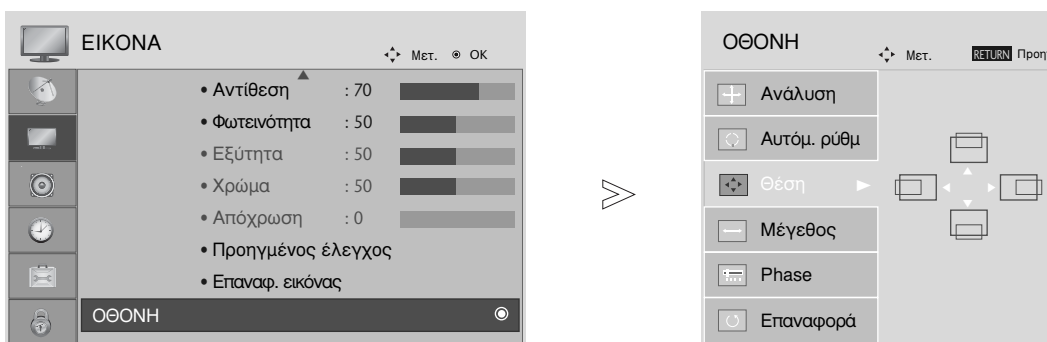 ΕΙΚΟΝΑ
Μετ. ΟΚ
• Αντίθεση : 70
• Φωτεινότητα : 50
• Εξύτητα : 50
• Χρώμα : 50
• Απόχρωση : 0
• Προηγμένος έλεγχος
• Επαναφ. εικόνας
ΟΘΟΝΗ
ΟΘΟΝΗ
Μετ. RETURN
Ανάλυση
Αυτόμ. ρύθμ
Θέση
Μέγεθος
Phase
Επαναφορά